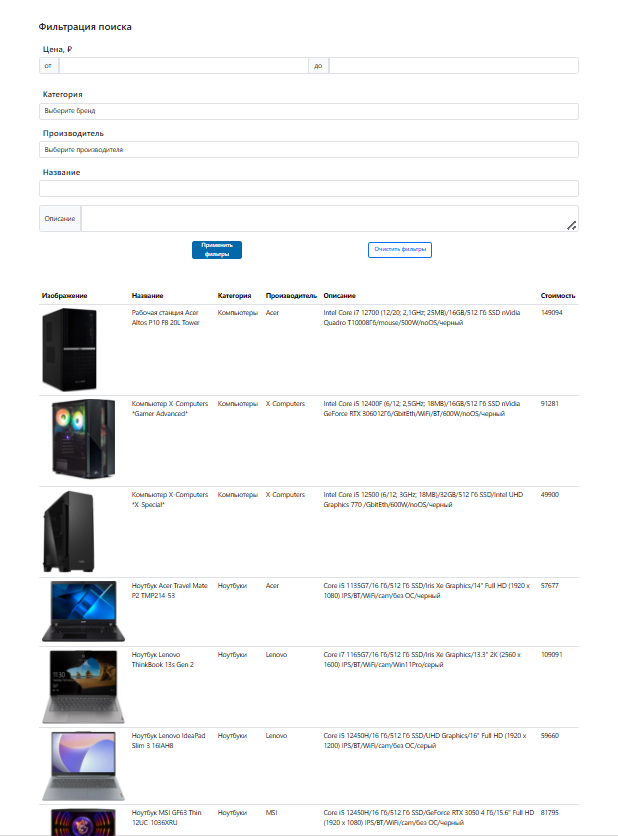 Фильтрация поиска
Цена, ₽
от до
Категория
Выберите бренд
Производитель
Выберите производителя
Название
Описание
Применить
фильтры
Очистить фильтры
Изображение Название Категория Производитель Описание Стоимость
Рабочая станция Acer Компьютеры Acer Intel Core i7 12700 (12/20; 2,1GHz; 25MB)/16GB/512 Гб SSD nVidia 149094
Altos P10 F8 20L Tower Quadro T10008Гб/mouse/500W/noOS/черный
Компьютер X-Computers Компьютеры X-Computers Intel Core i5 12400F (6/12; 2,5GHz; 18MB)/16GB/512 Гб SSD nVidia 91281
*Gamer Advanced* GeForce RTX 306012Гб/GbitEth/WiFi/BT/600W/noOS/черный
Компьютер X-Computers Компьютеры X-Computers Intel Core i5 12500 (6/12; 3GHz; 18MB)/32GB/512 Гб SSD/Intel UHD 49900
*X-Special* Graphics 770 /GbitEth/600W/noOS/черный
Ноутбук Acer Travel Mate Ноутбуки Acer Core i5 1135G7/16 Гб/512 Гб SSD/Iris Xe Graphics/14" Full HD (1920 x 57677
P2 TMP214-53 1080) IPS/BT/WiFi/cam/без ОС/черный
Ноутбук Lenovo Ноутбуки Lenovo Core i7 1165G7/16 Гб/512 Гб SSD/Iris Xe Graphics/13.3" 2K (2560 x 109091
ThinkBook 13s Gen 2 1600) IPS/BT/WiFi/cam/Win11Pro/серый
11:30
Ноутбук Lenovo IdeaPad Ноутбуки Lenovo Core i5 12450H/16 Гб/512 Гб SSD/UHD Graphics/16" Full HD (1920 x 59660
Slim 3 16IAH8 1200) IPS/BT/WiFi/cam/без ОС/серый
Ноутбук MSI GF63 Thin Ноутбуки MSI Core i5 12450H/16 Гб/512 Гб SSD/GeForce RTX 3050 4 Гб/15.6" Full HD 81795
12UC-1036XRU (1920 x 1080) IPS/BT/WiFi/cam/без ОС/черный